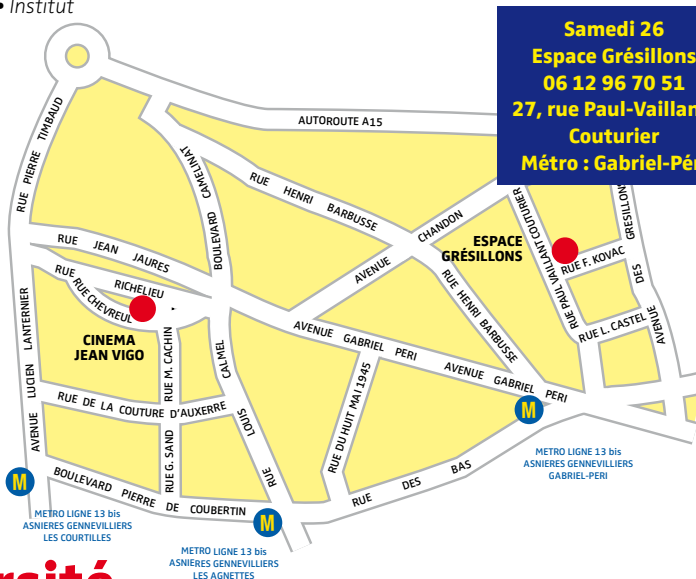 • Institut
Samedi 26
Espace Grésillons
06 12 96 70 51
27, rue Paul-Vaillan
Couturier
Métro : Gabriel-Pér
AUTOROUTE A15
RUE PIERRE TIMBAUD
BOULEVARD CAMELINAT
RUE HENRI BARBUSSE
AVENUE CHANDON
ESPACE
GRÉSILLONS
RUE PAUL VAILLANT COUTURIER
RUE F. KOVAC
AVENUE DES GRESILLON
RUE L. CASTEL
RUE HENRI BARBUSSE
RUE JEAN JAURES
RUE RICHELIEU
RUE CHEVREUL
CINEMA
JEAN VIGO
RUE M. CACHIN
AVENUE GABRIEL PERI
AVENUE GABRIEL PERI
AVENUE LUCIEN LANTERNIER
RUE DE LA COUTURE D'AUXERRE
RUE G. SAND
RUE LOUIS CALMEL
RUE DU HUIT MAI 1945
RUE DES BAS
BOULEVARD PIERRE DE COUBERTIN
M
METRO LIGNE 13 bis
ASNIERES GENNEVILLIERS
GABRIEL-PERI
M
METRO LIGNE 13 bis
ASNIERES GENNEVILLIERS
LES COURTILLES
M
METRO LIGNE 13 bis
ASNIERES GENNEVILLIERS
LES AGNETTES
rsité